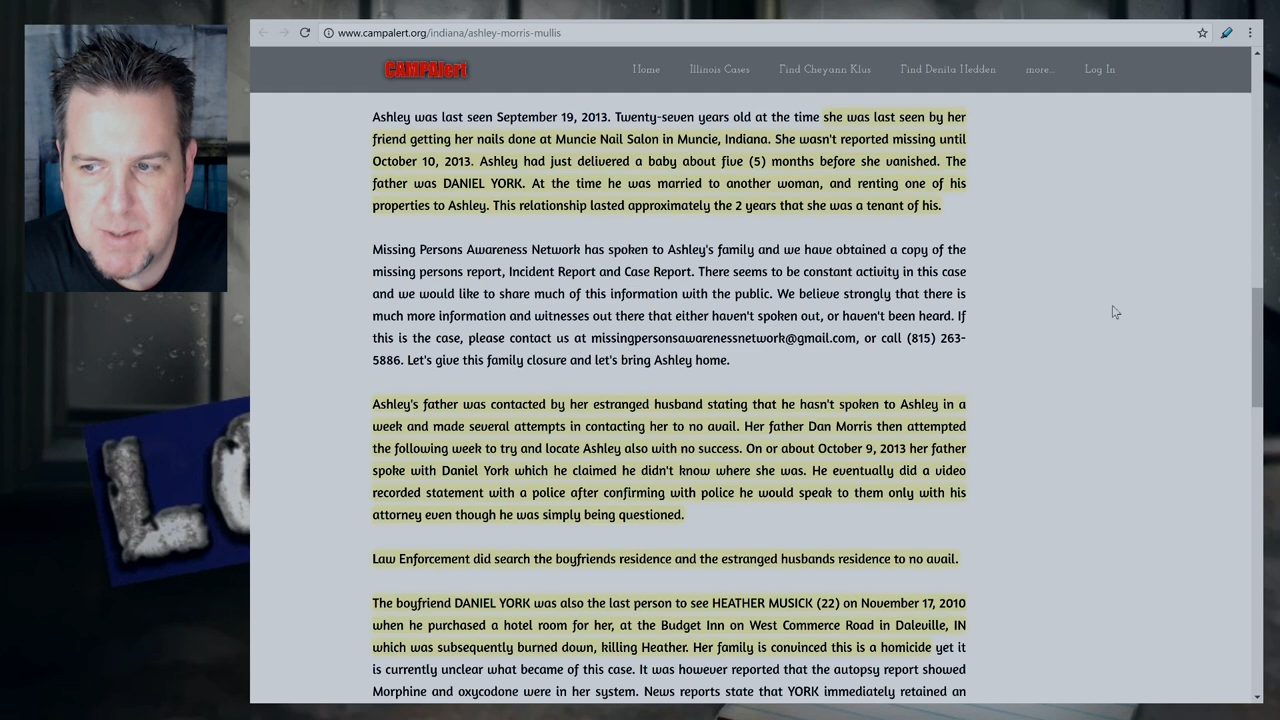 www.campalert.org/indiana/ashley-morris-mullis
CAMPAlert
Home
Illinois Cases
Find Cheyann Klus
Find Denita Hedden
more...
Log In
Ashley was last seen September 19, 2013. Twenty-seven years old at the time she was last seen by her
friend getting her nails done at Muncie Nail Salon in Muncie, Indiana. She wasn't reported missing until
October 10, 2013. Ashley had just delivered a baby about five (5) months before she vanished. The
father was DANIEL YORK. At the time he was married to another woman, and renting one of his
properties to Ashley. This relationship lasted approximately the 2 years that she was a tenant of his.
Missing Persons Awareness Network has spoken to Ashley's family and we have obtained a copy of the
missing persons report, Incident Report and Case Report. There seems to be constant activity in this case
and we would like to share much of this information with the public. We believe strongly that there is
much more information and witnesses out there that either haven't spoken out, or haven't been heard. If
this is the case, please contact us at missingpersonsawarenessnetwork@gmail.com, or call (815) 263-
5886. Let's give this family closure and let's bring Ashley home.
Ashley's father was contacted by her estranged husband stating that he hasn't spoken to Ashley in a
week and made several attempts in contacting her to no avail. Her father Dan Morris then attempted
the following week to try and locate Ashley also with no success. On or about October 9, 2013 her father
spoke with Daniel York which he claimed he didn't know where she was. He eventually did a video
recorded statement with a police after confirming with police he would speak to them only with his
attorney even though he was simply being questioned.
Law Enforcement did search the boyfriends residence and the estranged husbands residence to no avail.
The boyfriend DANIEL YORK was also the last person to see HEATHER MUSICK (22) on November 17, 2010
when he purchased a hotel room for her, at the Budget Inn on West Commerce Road in Daleville, IN
which was subsequently burned down, killing Heather. Her family is convinced this is a homicide yet it
is currently unclear what became of this case. It was however reported that the autopsy report showed
Morphine and oxycodone were in her system. News reports state that YORK immediately retained an